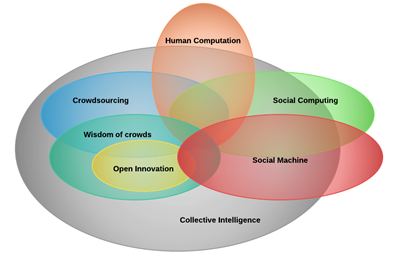 Human Computation
Crowdsourcing
Social Computing
Wisdom of crowds
Social Machine
Open Innovation
Collective Intelligence